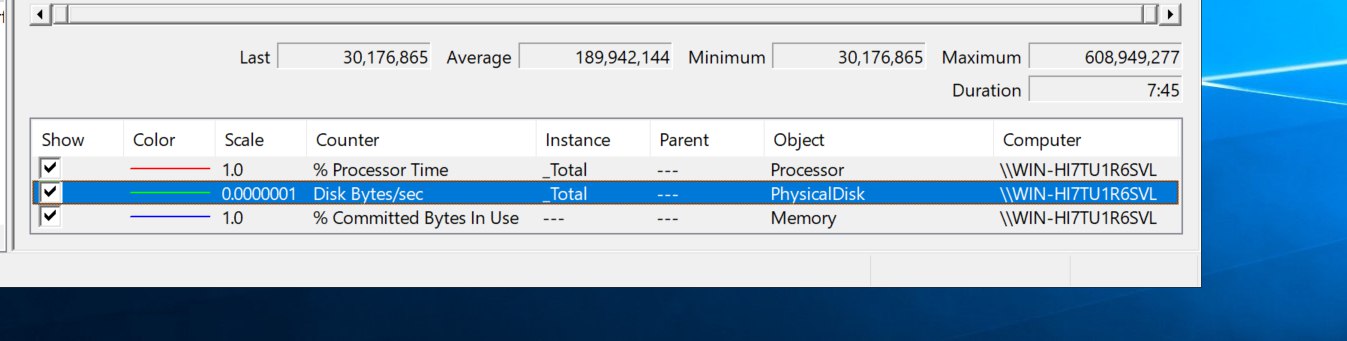 Last 30,176,865 Average 189,942,144 Minimum 30,176,865 Maximum 608,949,277
Duration 7:45
Show Color Scale Counter Instance Parent Object Computer
1.0 % Processor Time _Total --- Processor \\WIN-HI7TU1R6SVL
0.0000001 Disk Bytes/sec _Total --- PhysicalDisk \\WIN-HI7TU1R6SVL
1.0 % Committed Bytes In Use --- --- Memory \\WIN-HI7TU1R6SVL